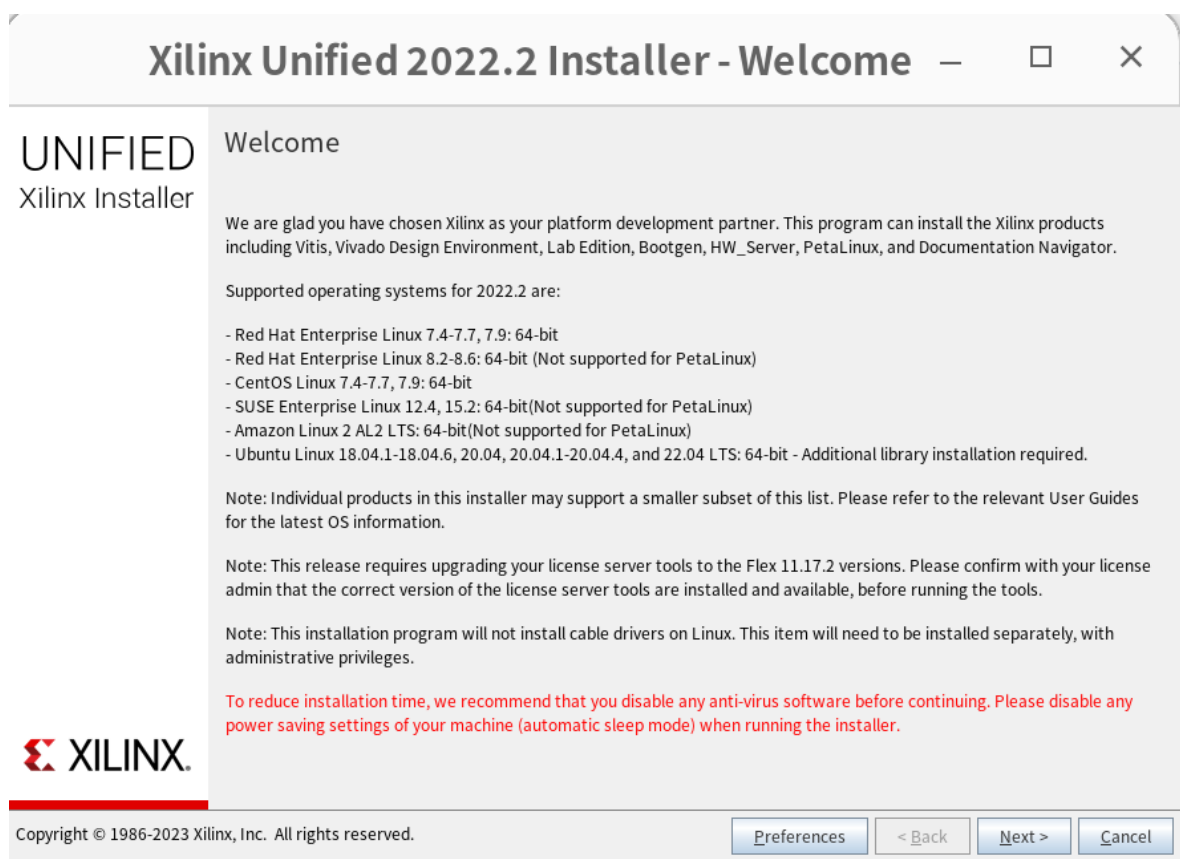 Xilinx Unified 2022.2 Installer - Welcome
UNIFIED
Xilinx Installer
Welcome
We are glad you have chosen Xilinx as your platform development partner. This program can install the Xilinx products
including Vitis, Vivado Design Environment, Lab Edition, Bootgen, HW_Server, PetaLinux, and Documentation Navigator.
Supported operating systems for 2022.2 are:
- Red Hat Enterprise Linux 7.4-7.7, 7.9: 64-bit
- Red Hat Enterprise Linux 8.2-8.6: 64-bit (Not supported for PetaLinux)
- CentOS Linux 7.4-7.7, 7.9: 64-bit
- SUSE Enterprise Linux 12.4, 15.2: 64-bit(Not supported for PetaLinux)
- Amazon Linux 2 AL2 LTS: 64-bit(Not supported for PetaLinux)
- Ubuntu Linux 18.04.1-18.04.6, 20.04, 20.04.1-20.04.4, and 22.04 LTS: 64-bit - Additional library installation required.
Note: Individual products in this installer may support a smaller subset of this list. Please refer to the relevant User Guides
for the latest OS information.
Note: This release requires upgrading your license server tools to the Flex 11.17.2 versions. Please confirm with your license
admin that the correct version of the license server tools are installed and available, before running the tools.
Note: This installation program will not install cable drivers on Linux. This item will need to be installed separately, with
administrative privileges.
To reduce installation time, we recommend that you disable any anti-virus software before continuing. Please disable any
power saving settings of your machine (automatic sleep mode) when running the installer.
XILINX.
Copyright © 1986-2023 Xilinx, Inc. All rights reserved.
Preferences
< Back
Next >
Cancel